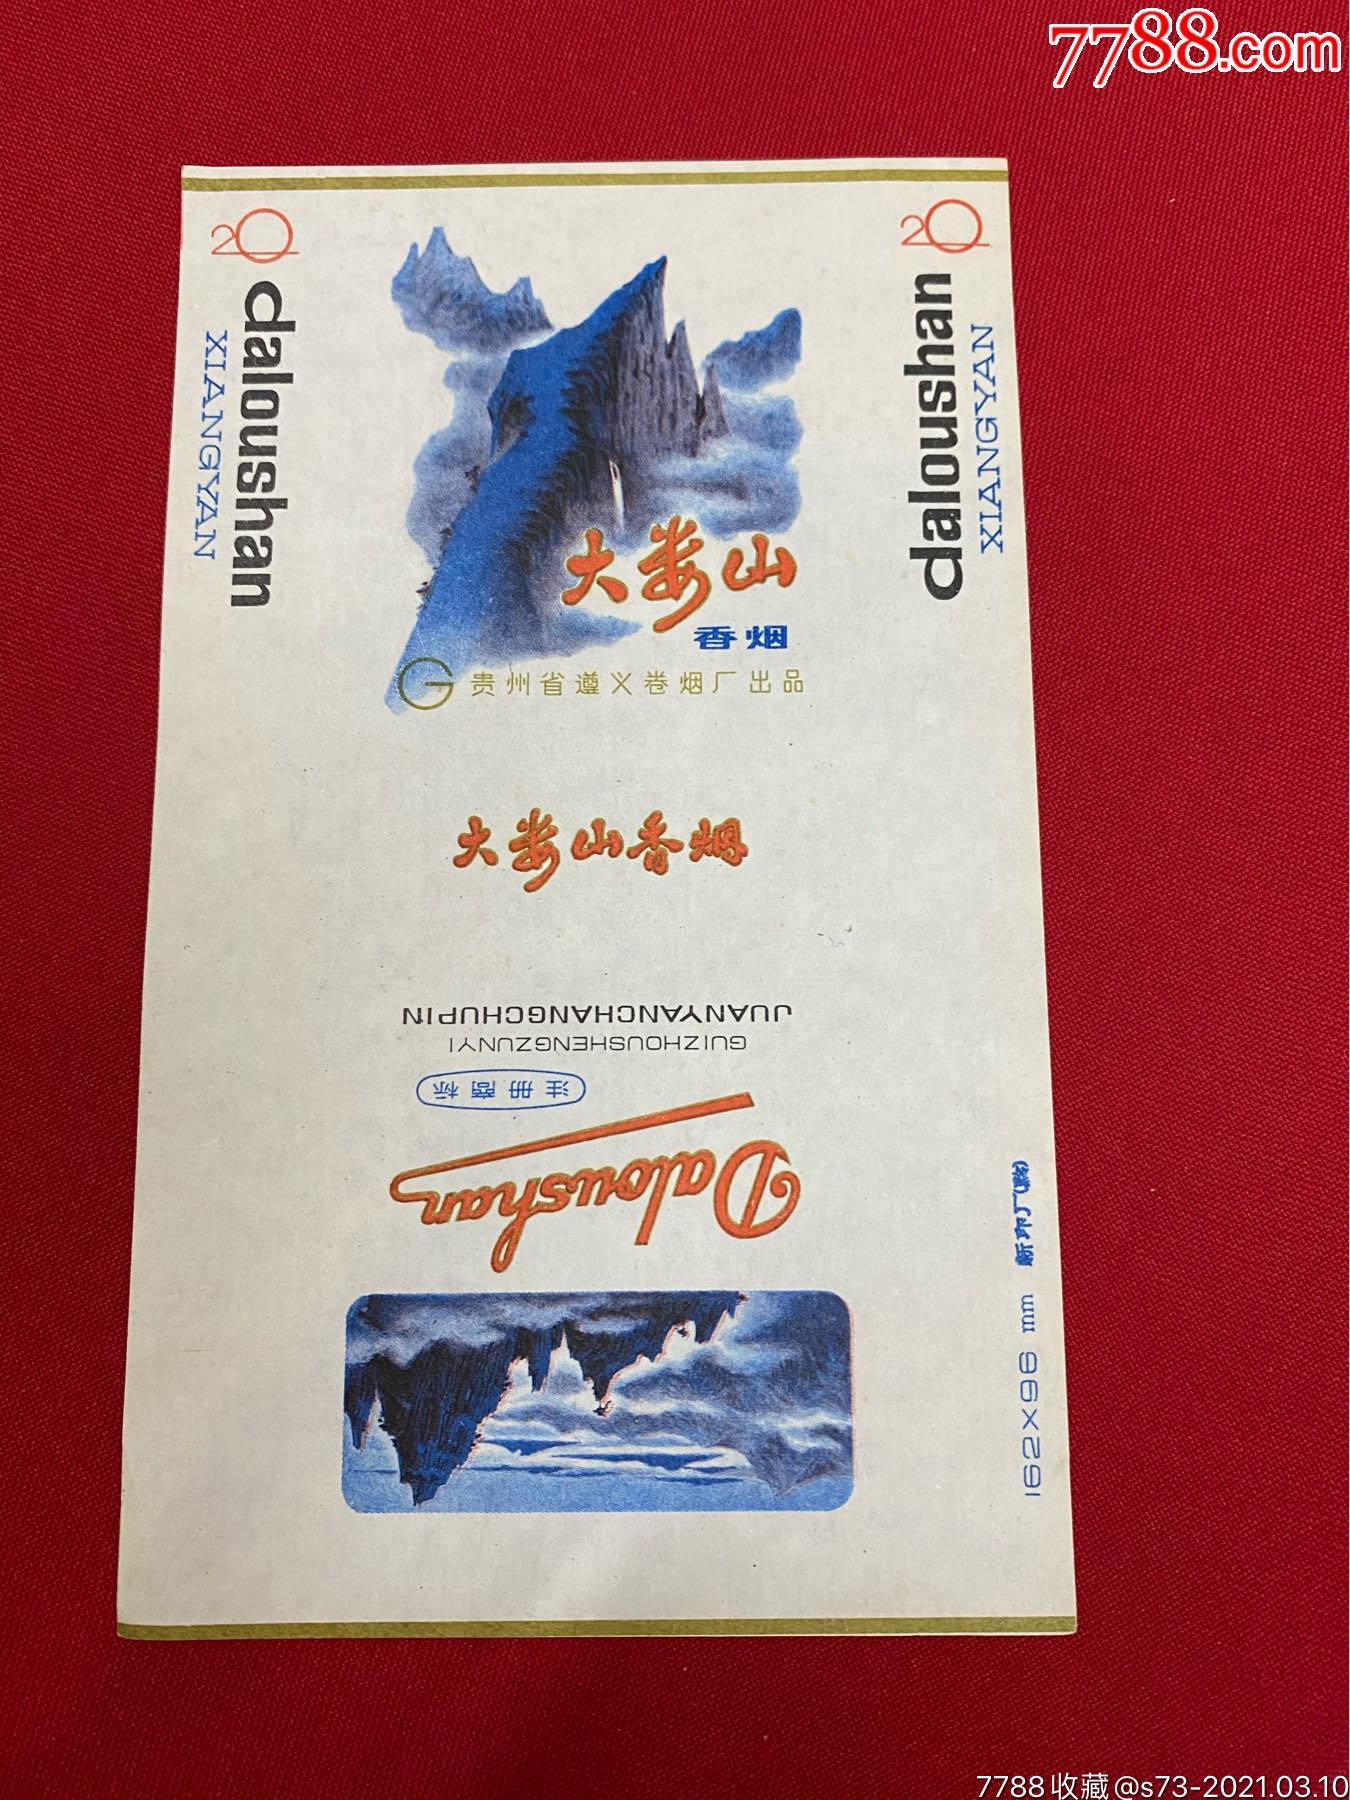 7788.com
20
daloushan
XIANGYAN
20
daloushan
XIANGYAN
大娄山
香烟
贵州省遵义卷烟厂出品
大娄山香烟
JUANYANCHANGCHUPIN
GUIZHOUSHENGZUNYI
注册商标
Daloushan
162×96 mm
7788收藏@s73-2021.03.10